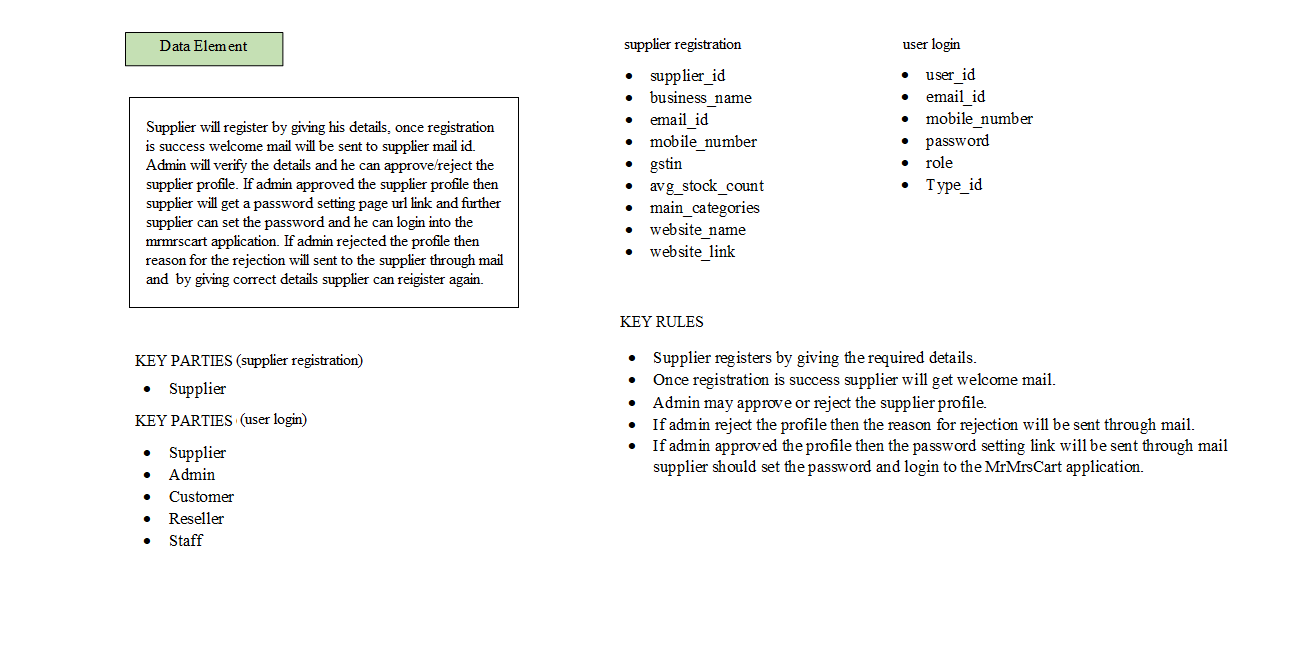 Data Element
Supplier will register by giving his details, once registration
is success welcome mail will be sent to supplier mail id.
Admin will verify the details and he can approve/reject the
supplier profile. If admin approved the supplier profile then
supplier will get a password setting page url link and further
supplier can set the password and he can login into the
mrmrscart application. If admin rejected the profile then
reason for the rejection will sent to the supplier through mail
and by giving correct details supplier can reigister again.
KEY PARTIES (supplier registration)
• Supplier
KEY PARTIES (user login)
• Supplier
• Admin
• Customer
• Reseller
• Staff
supplier registration
• supplier_id
• business_name
• email_id
• mobile_number
• gstin
• avg_stock_count
• main_categories
• website_name
• website_link
user login
• user_id
• email_id
• mobile_number
• password
• role
• Type_id
KEY RULES
• Supplier registers by giving the required details.
• Once registration is success supplier will get welcome mail.
• Admin may approve or reject the supplier profile.
• If admin reject the profile then the reason for rejection will be sent through mail.
• If admin approved the profile then the password setting link will be sent through mail
supplier should set the password and login to the MrMrsCart application.